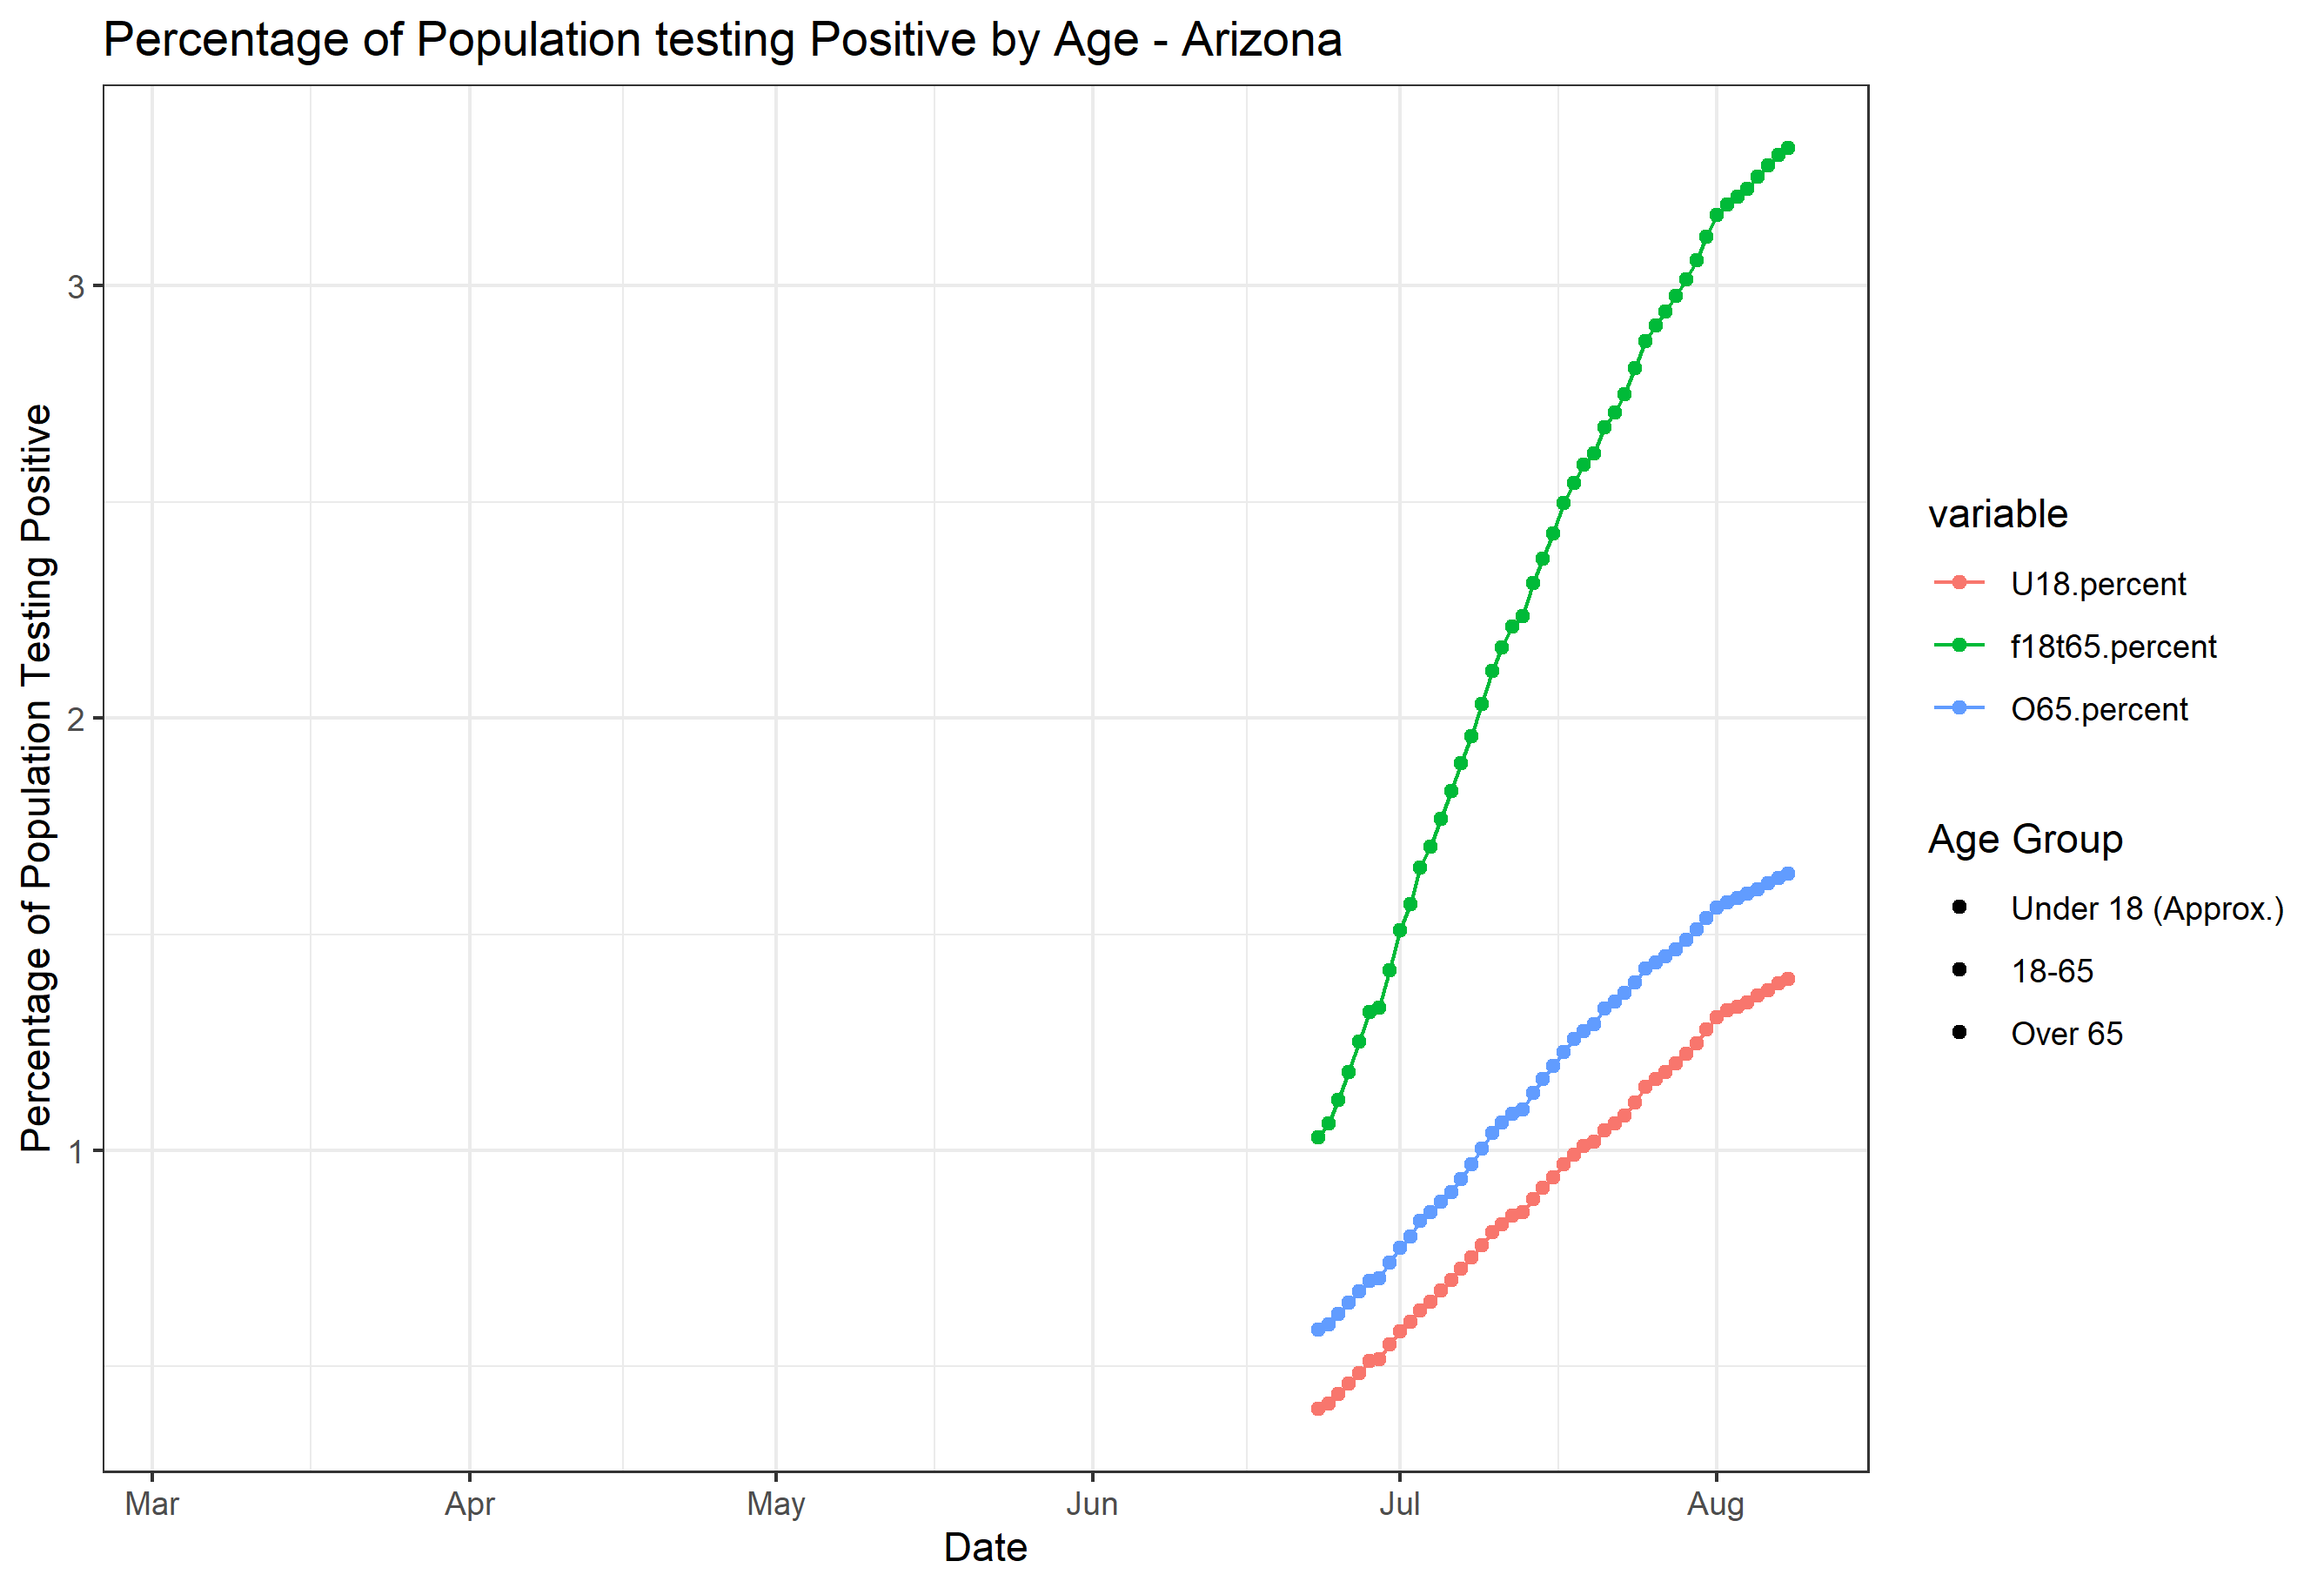 Percentage of Population testing Positive by Age - Arizona
Percentage of Population Testing Positive
3
2
1
Mar Apr May Jun Jul Aug
Date
variable
U18.percent
f18t65.percent
O65.percent
Age Group
Under 18 (Approx.)
18-65
Over 65